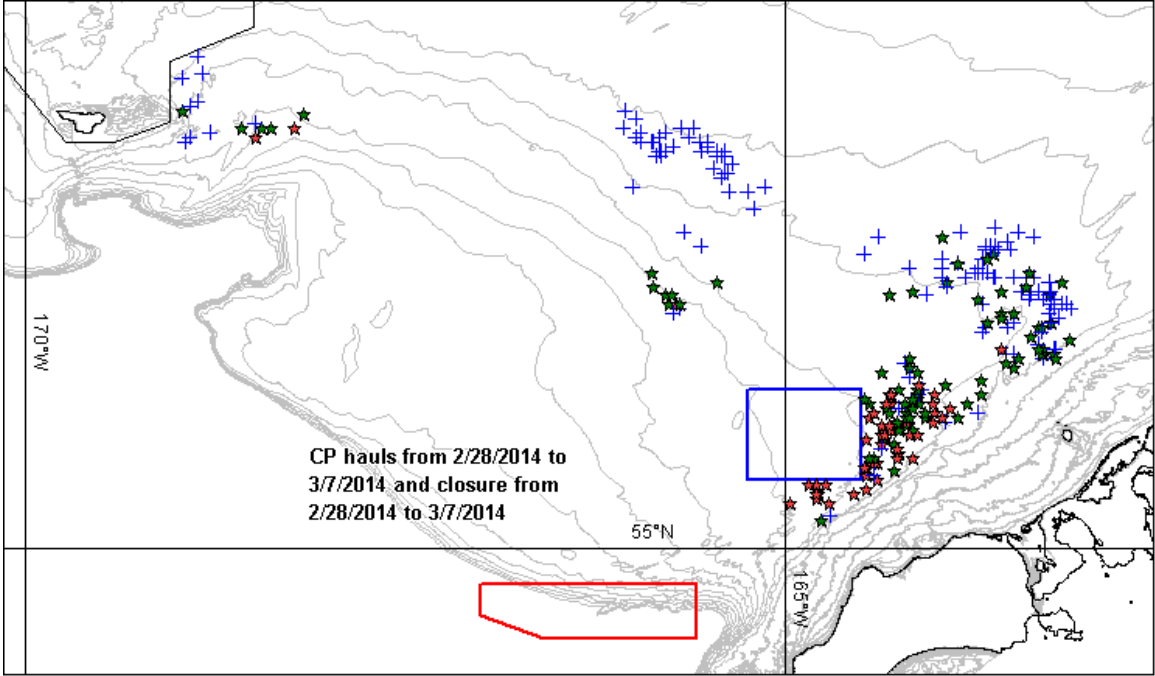 170°W
CP hauls from 2/28/2014 to
3/7/2014 and closure from
2/28/2014 to 3/7/2014
55°N
165°W